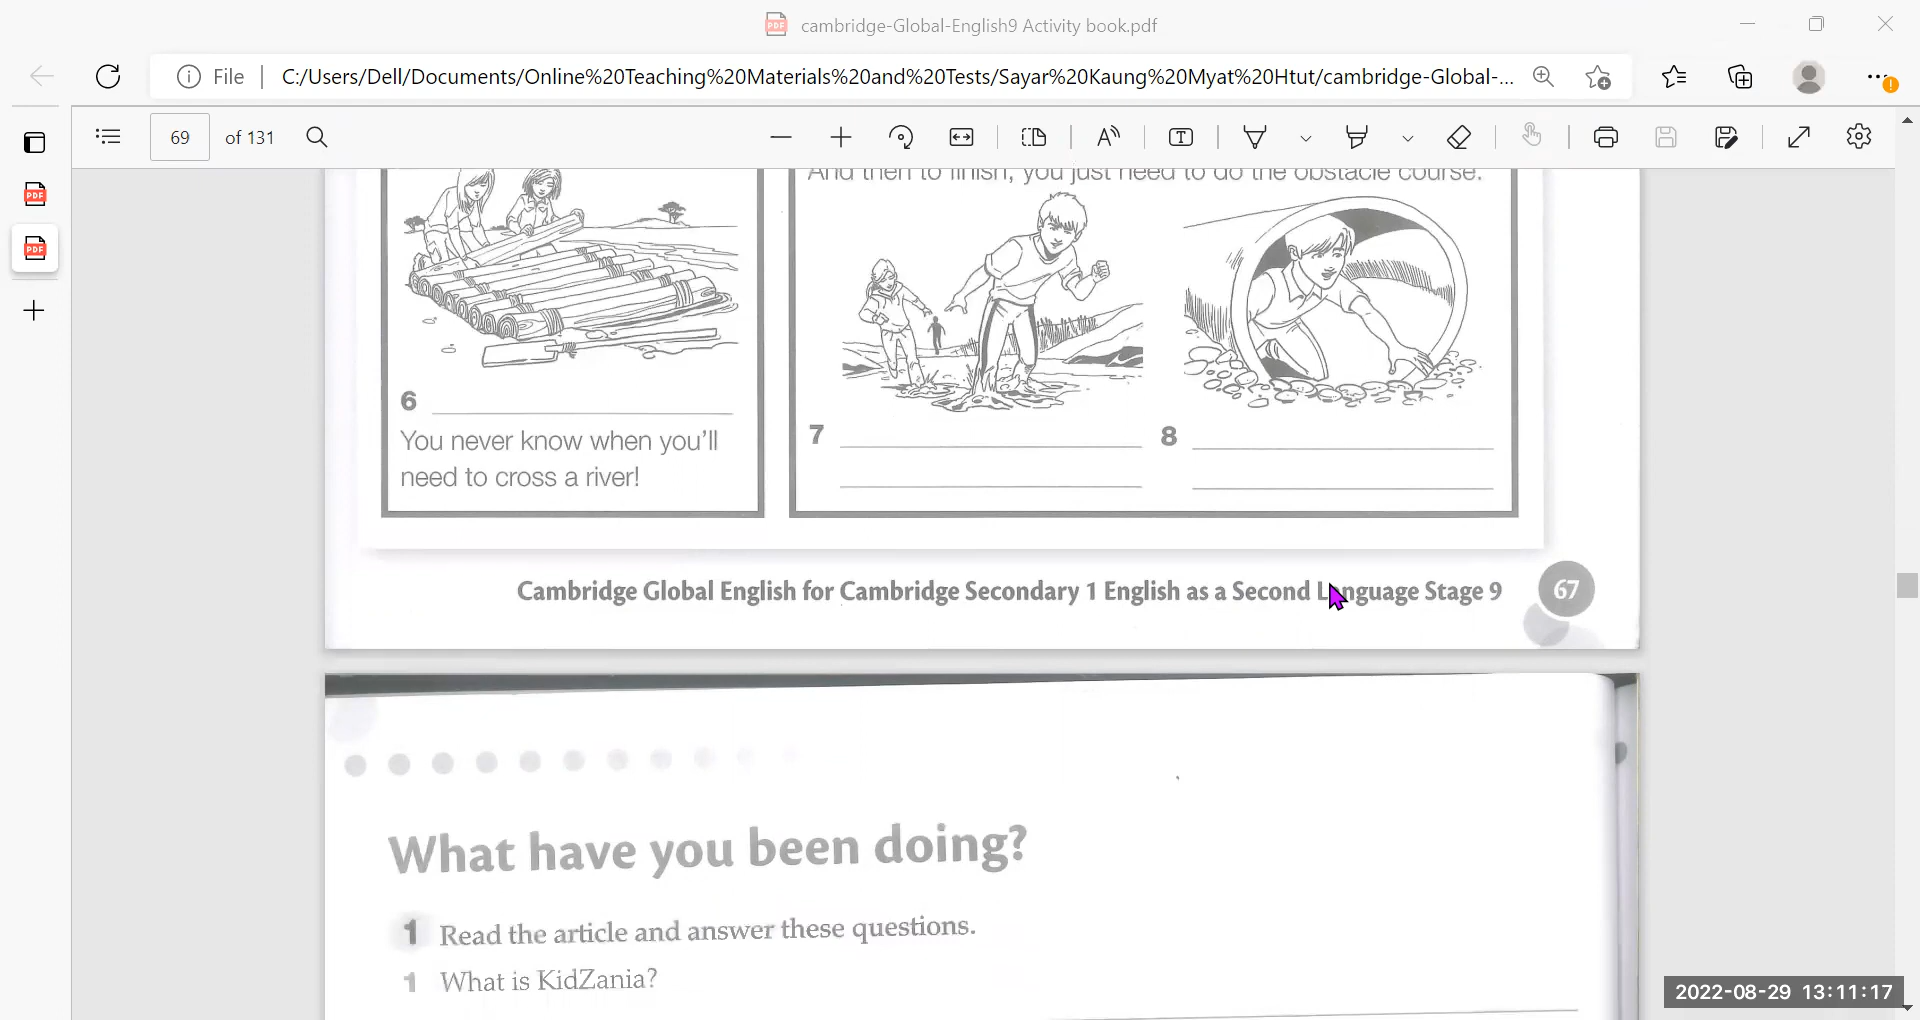 cambridge-Global-English9 Activity book.pdf
File
C:/Users/Dell/Documents/Online%20Teaching%20Materials%20and%20Tests/Sayar%20Kaung%20Myat%20Htut/cambridge-Global-...
69 of 131
And then to finish, you just need to do the obstacle course.
6
You never know when you'll
need to cross a river!
7
8
Cambridge Global English for Cambridge Secondary 1 English as a Second Language Stage 9
67
What have you been doing?
1 Read the article and answer these questions.
1 What is KidZania?
2022-08-29 13:11:17